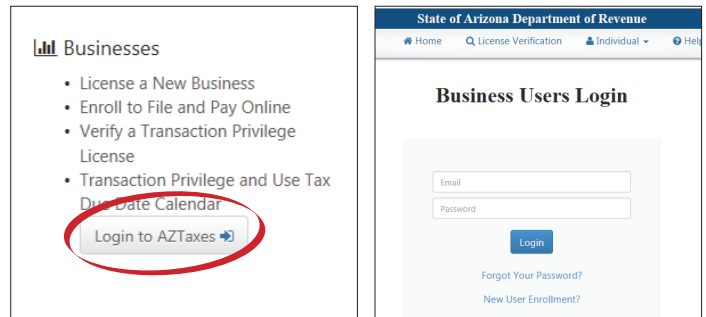 Businesses
• License a New Business
• Enroll to File and Pay Online
• Verify a Transaction Privilege
License
• Transaction Privilege and Use Tax
Due Date Calendar
Login to AZTaxes
State of Arizona Department of Revenue
Home License Verification Individual Help
Business Users Login
Email
Password
Login
Forgot Your Password?
New User Enrollment?